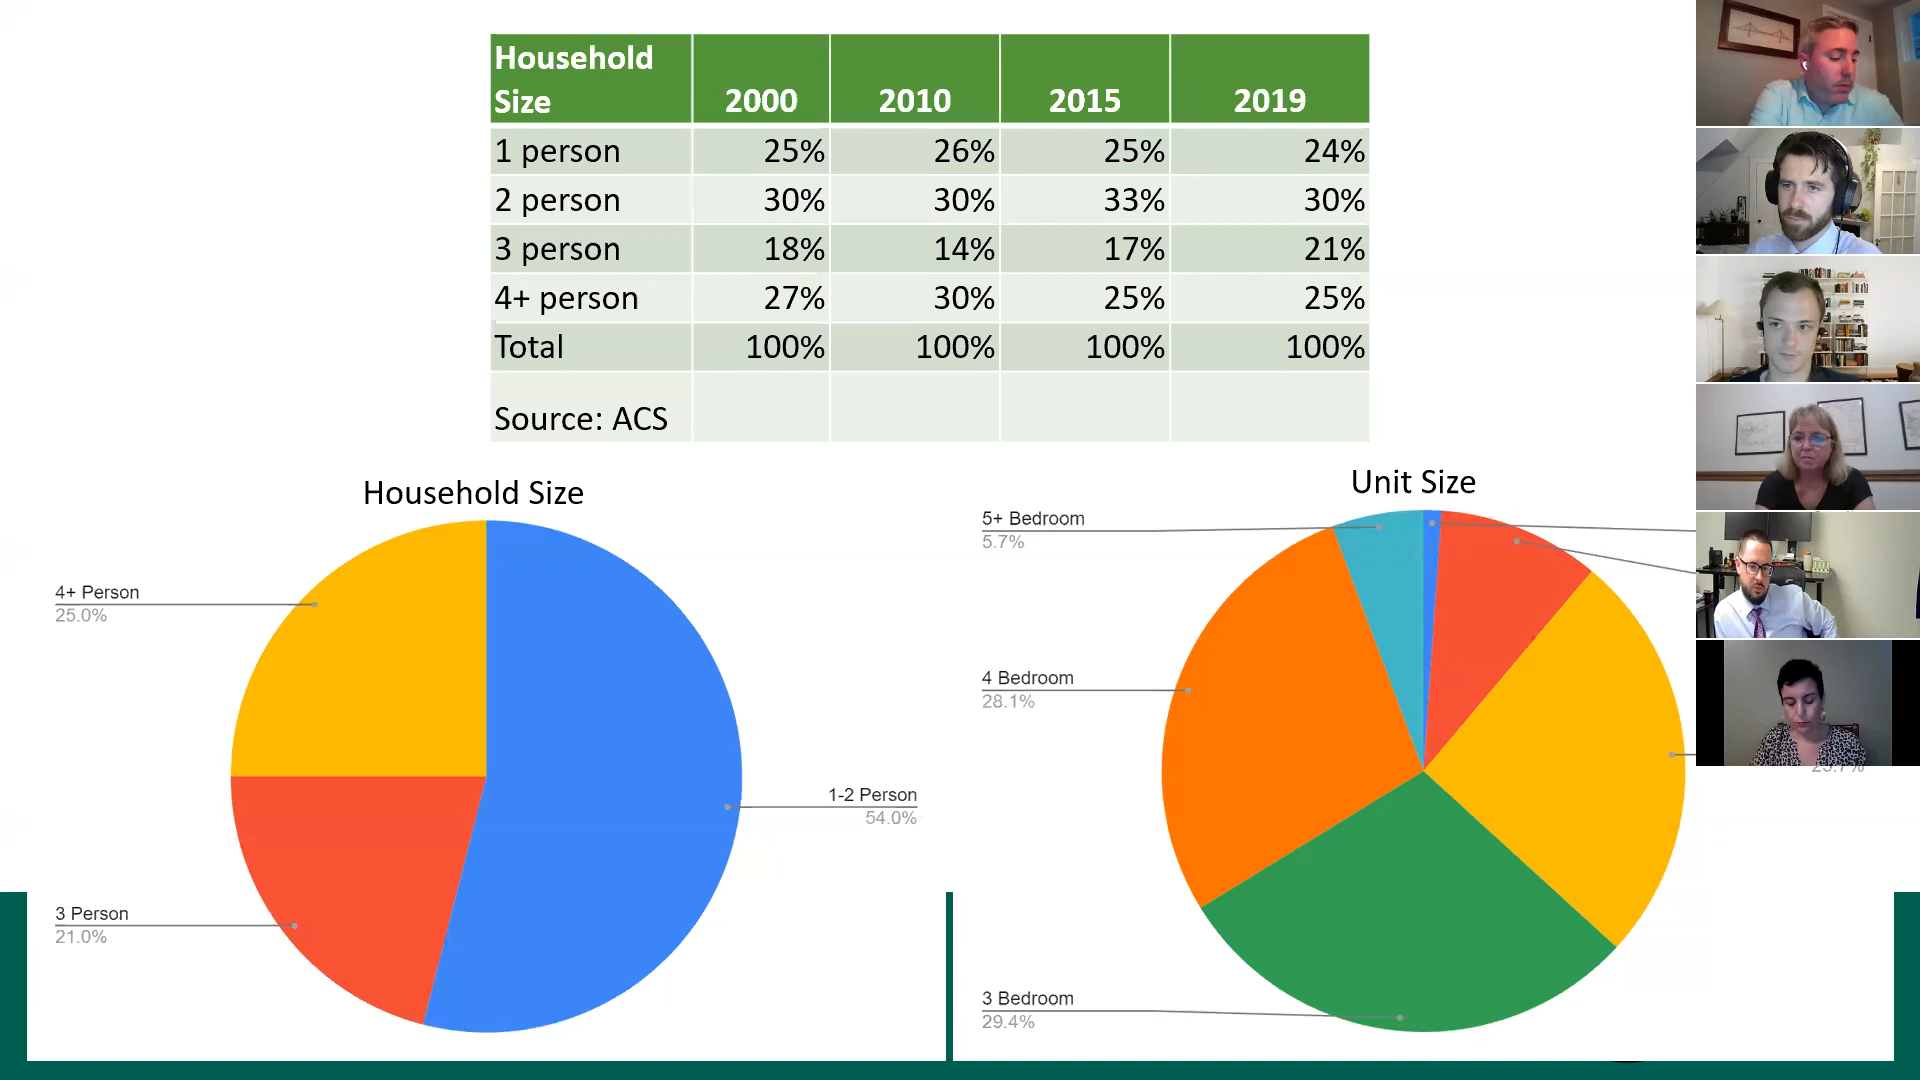 Household
Size 2000 2010 2015 2019
1 person 25% 26% 25% 24%
2 person 30% 30% 33% 30%
3 person 18% 14% 17% 21%
4+ person 27% 30% 25% 25%
Total 100% 100% 100% 100%
Source: ACS
Household Size
4+ Person
25.0%
1-2 Person
54.0%
3 Person
21.0%
Unit Size
5+ Bedroom
5.7%
4 Bedroom
28.1%
3 Bedroom
29.4%